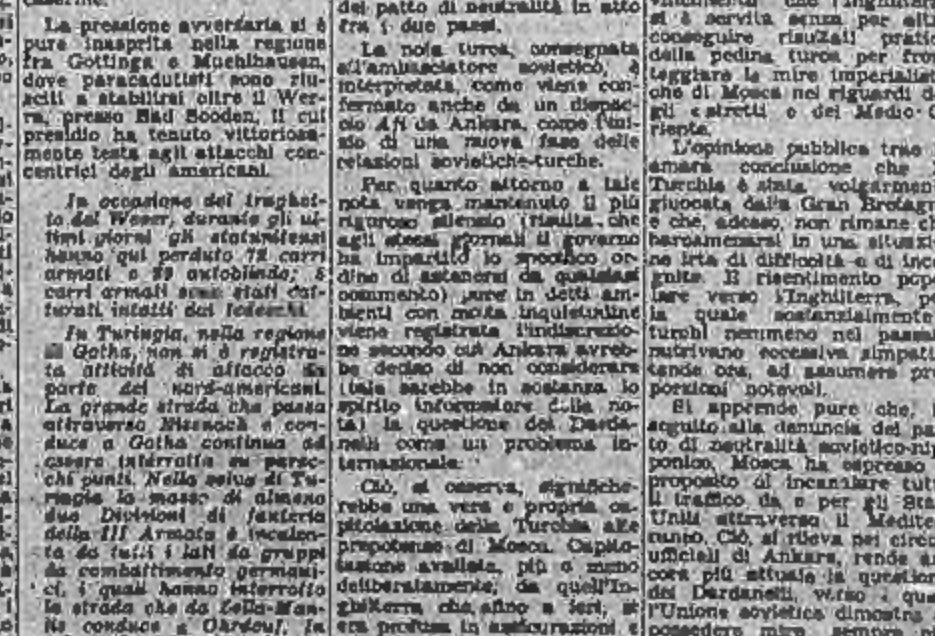 La pressione avversaria si è
pure inasprita nella regione
fra Gottinga e Muehlhausen,
dove paracadutisti sono riu-
sciti a stabilirsi oltre il Wer-
ra, presso Bad Sooden, il cui
presidio ha tenuto vittoriosa-
mente testa agli attacchi con-
centrici degli americani.
In occasione del traghet-
to del Weser, durante gli ul-
timi giorni gli statunitensi
hanno qui perduto 72 carri
armati e autoblindo;
carri armati sono stati cat-
turati intatti dai tedeschi.
In Turingia, nella regione
di Gotha, non si è registra-
ta attività di attacco da
parte dei nord-americani.
La grande strada che passa
attraverso e con-
duce a Gotha continua ad
essere interrotta su parec-
chi punti. Nella selva di Tu-
ringia la massa di almeno
due Divisioni di fanteria
della III Armata è incalza-
ta da tutti i lati da gruppi
da combattimento germani-
ci, i quali hanno interrotto
la strada che da Zella-
conduce a In
del patto di neutralità in atto
fra i due paesi.
La nota turca, consegnata
all'ambasciatore sovietico, è
interpretata, come viene con-
fermato anche da un dispac-
cio Afi da Ankara, come l'ini-
zio di una nuova fase delle
relazioni sovietiche-turche.
Per quanto attorno a tale
nota venga mantenuto il più
rigoroso silenzio (risulta che
agli stessi giornali il governo
ha impartito lo specifico or-
dine di astenersi da qualsiasi
commento) pure in detti am-
bienti con molta inquietudine
viene registrata l'indiscrezio-
ne secondo cui Ankara avreb-
be deciso di non considerare
(tale sarebbe in sostanza lo
spirito informatore della no-
ta) la questione dei Darda-
nelli come un problema in-
ternazionale.
Ciò, si osserva, significhe-
rebbe una vera e propria ca-
pitolazione della Turchia alle
prepotenze di Mosca. Capito-
lazione avallata, più o meno
deliberatamente, da quell'In-
ghilterra che sino a ieri, si
era profusa in assicurazioni e
che l'Inghilterra
si è servita senza per altro
conseguire risultati pratic
della pedina turca per fron
teggiare le mire imperialist
che di Mosca nei riguardi de
gli stretti e del Medio O
riente.
L'opinione pubblica trae
amara conclusione che
Turchia è stata volgarmen
giuocata dalla Gran Bretagn
e che, adesso, non rimane ch
in una situazio
ne irta di difficoltà e di inco
gnite. Il risentimento popo
lare verso l'Inghilterra, pe
la quale sostanzialmente
turchi nemmeno nel passat
nutrivano eccessiva simpati
tende ora, ad assumere pro
porzioni notevoli.
Si apprende pure che,
seguito alla denuncia del pat
to di neutralità sovietico-nip
ponico, Mosca ha espresso
proposito di incanalare tutt
il traffico da e per gli Stat
Uniti attraverso il Medite
raneo. Ciò, si rileva nei circo
ufficiali di Ankara, rende an
cora più attuale la question
dei Dardanelli, verso i qua
l'Unione sovietica dimostra
possedere mire